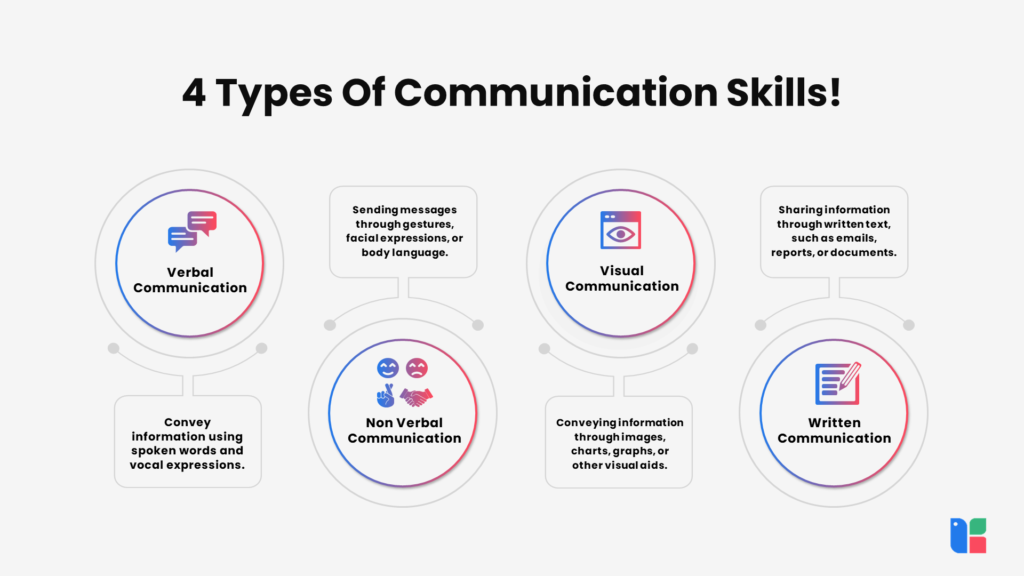 4 Types Of Communication Skills!
Verbal
Communication
Convey
information using
spoken words and
vocal expressions.
Sending messages
through gestures,
facial expressions, or
body language.
Non Verbal
Communication
Visual
Communication
Conveying information
through images,
charts, graphs, or
other visual aids.
Sharing information
through written text,
such as emails,
reports, or documents.
Written
Communication